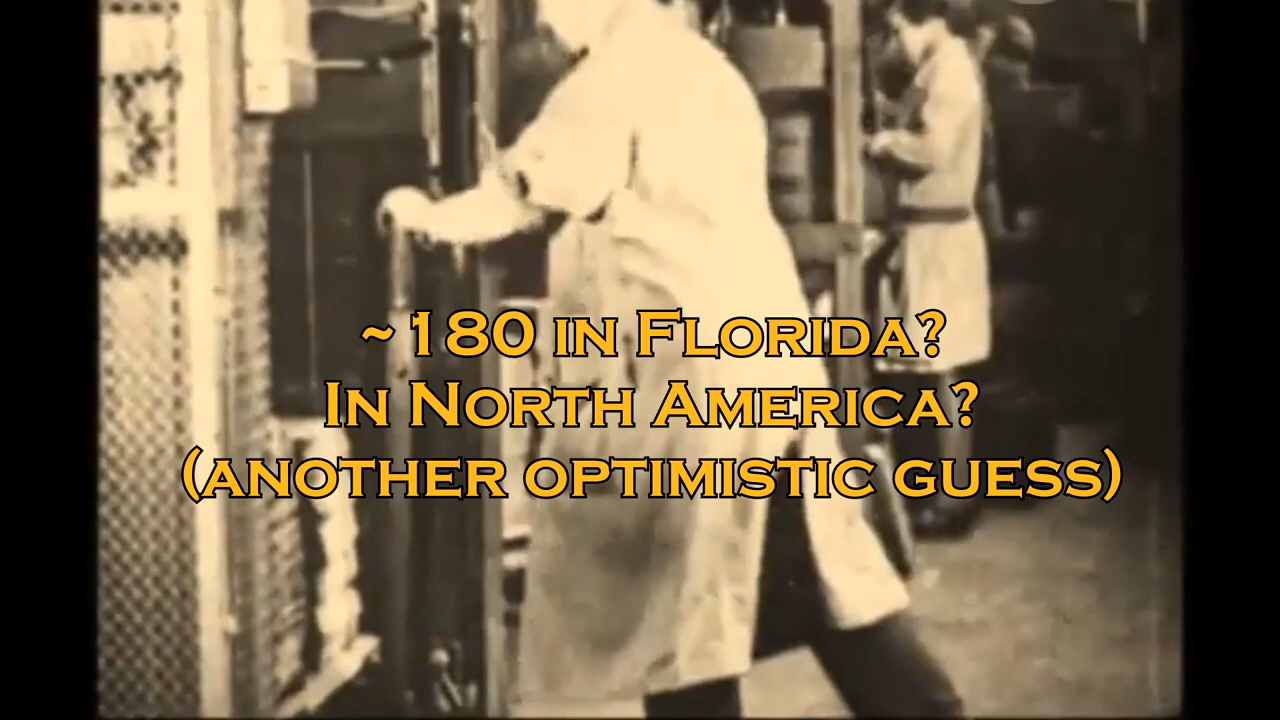 ~180 in Florida?
In North America?
(another optimistic guess)